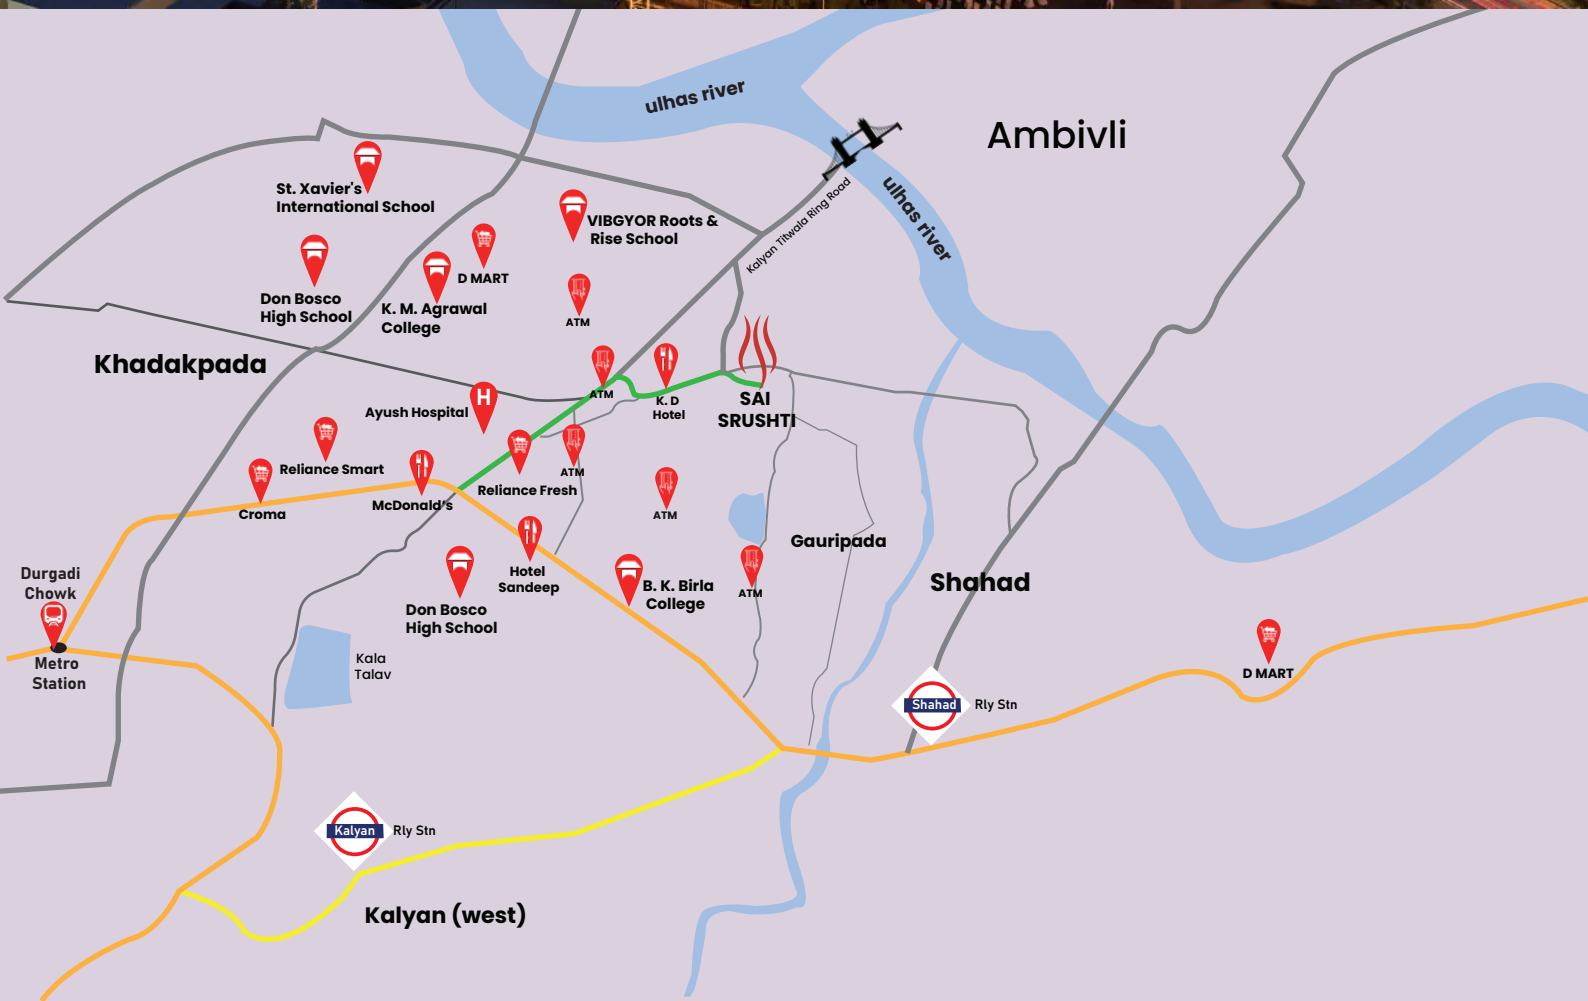 ulhas river
Ambivli
St. Xavier's
International School
VIBGYOR Roots &
Rise School
Kalyan Titwala Ring Road
ulhas river
D MART
Don Bosco
High School
K. M. Agrawal
College
ATM
Khadakpada
ATM
K. D
Hotel
SAI
SRUSHTI
H
Ayush Hospital
Reliance Smart
ATM
Croma
McDonald's
Reliance Fresh
ATM
Gauripada
Durgadi
Chowk
Hotel
Sandeep
Shahad
B. K. Birla
College
ATM
Don Bosco
High School
Metro
Station
Kala
Talav
D MART
Shahad
Rly Stn
Kalyan
Rly Stn
Kalyan (west)